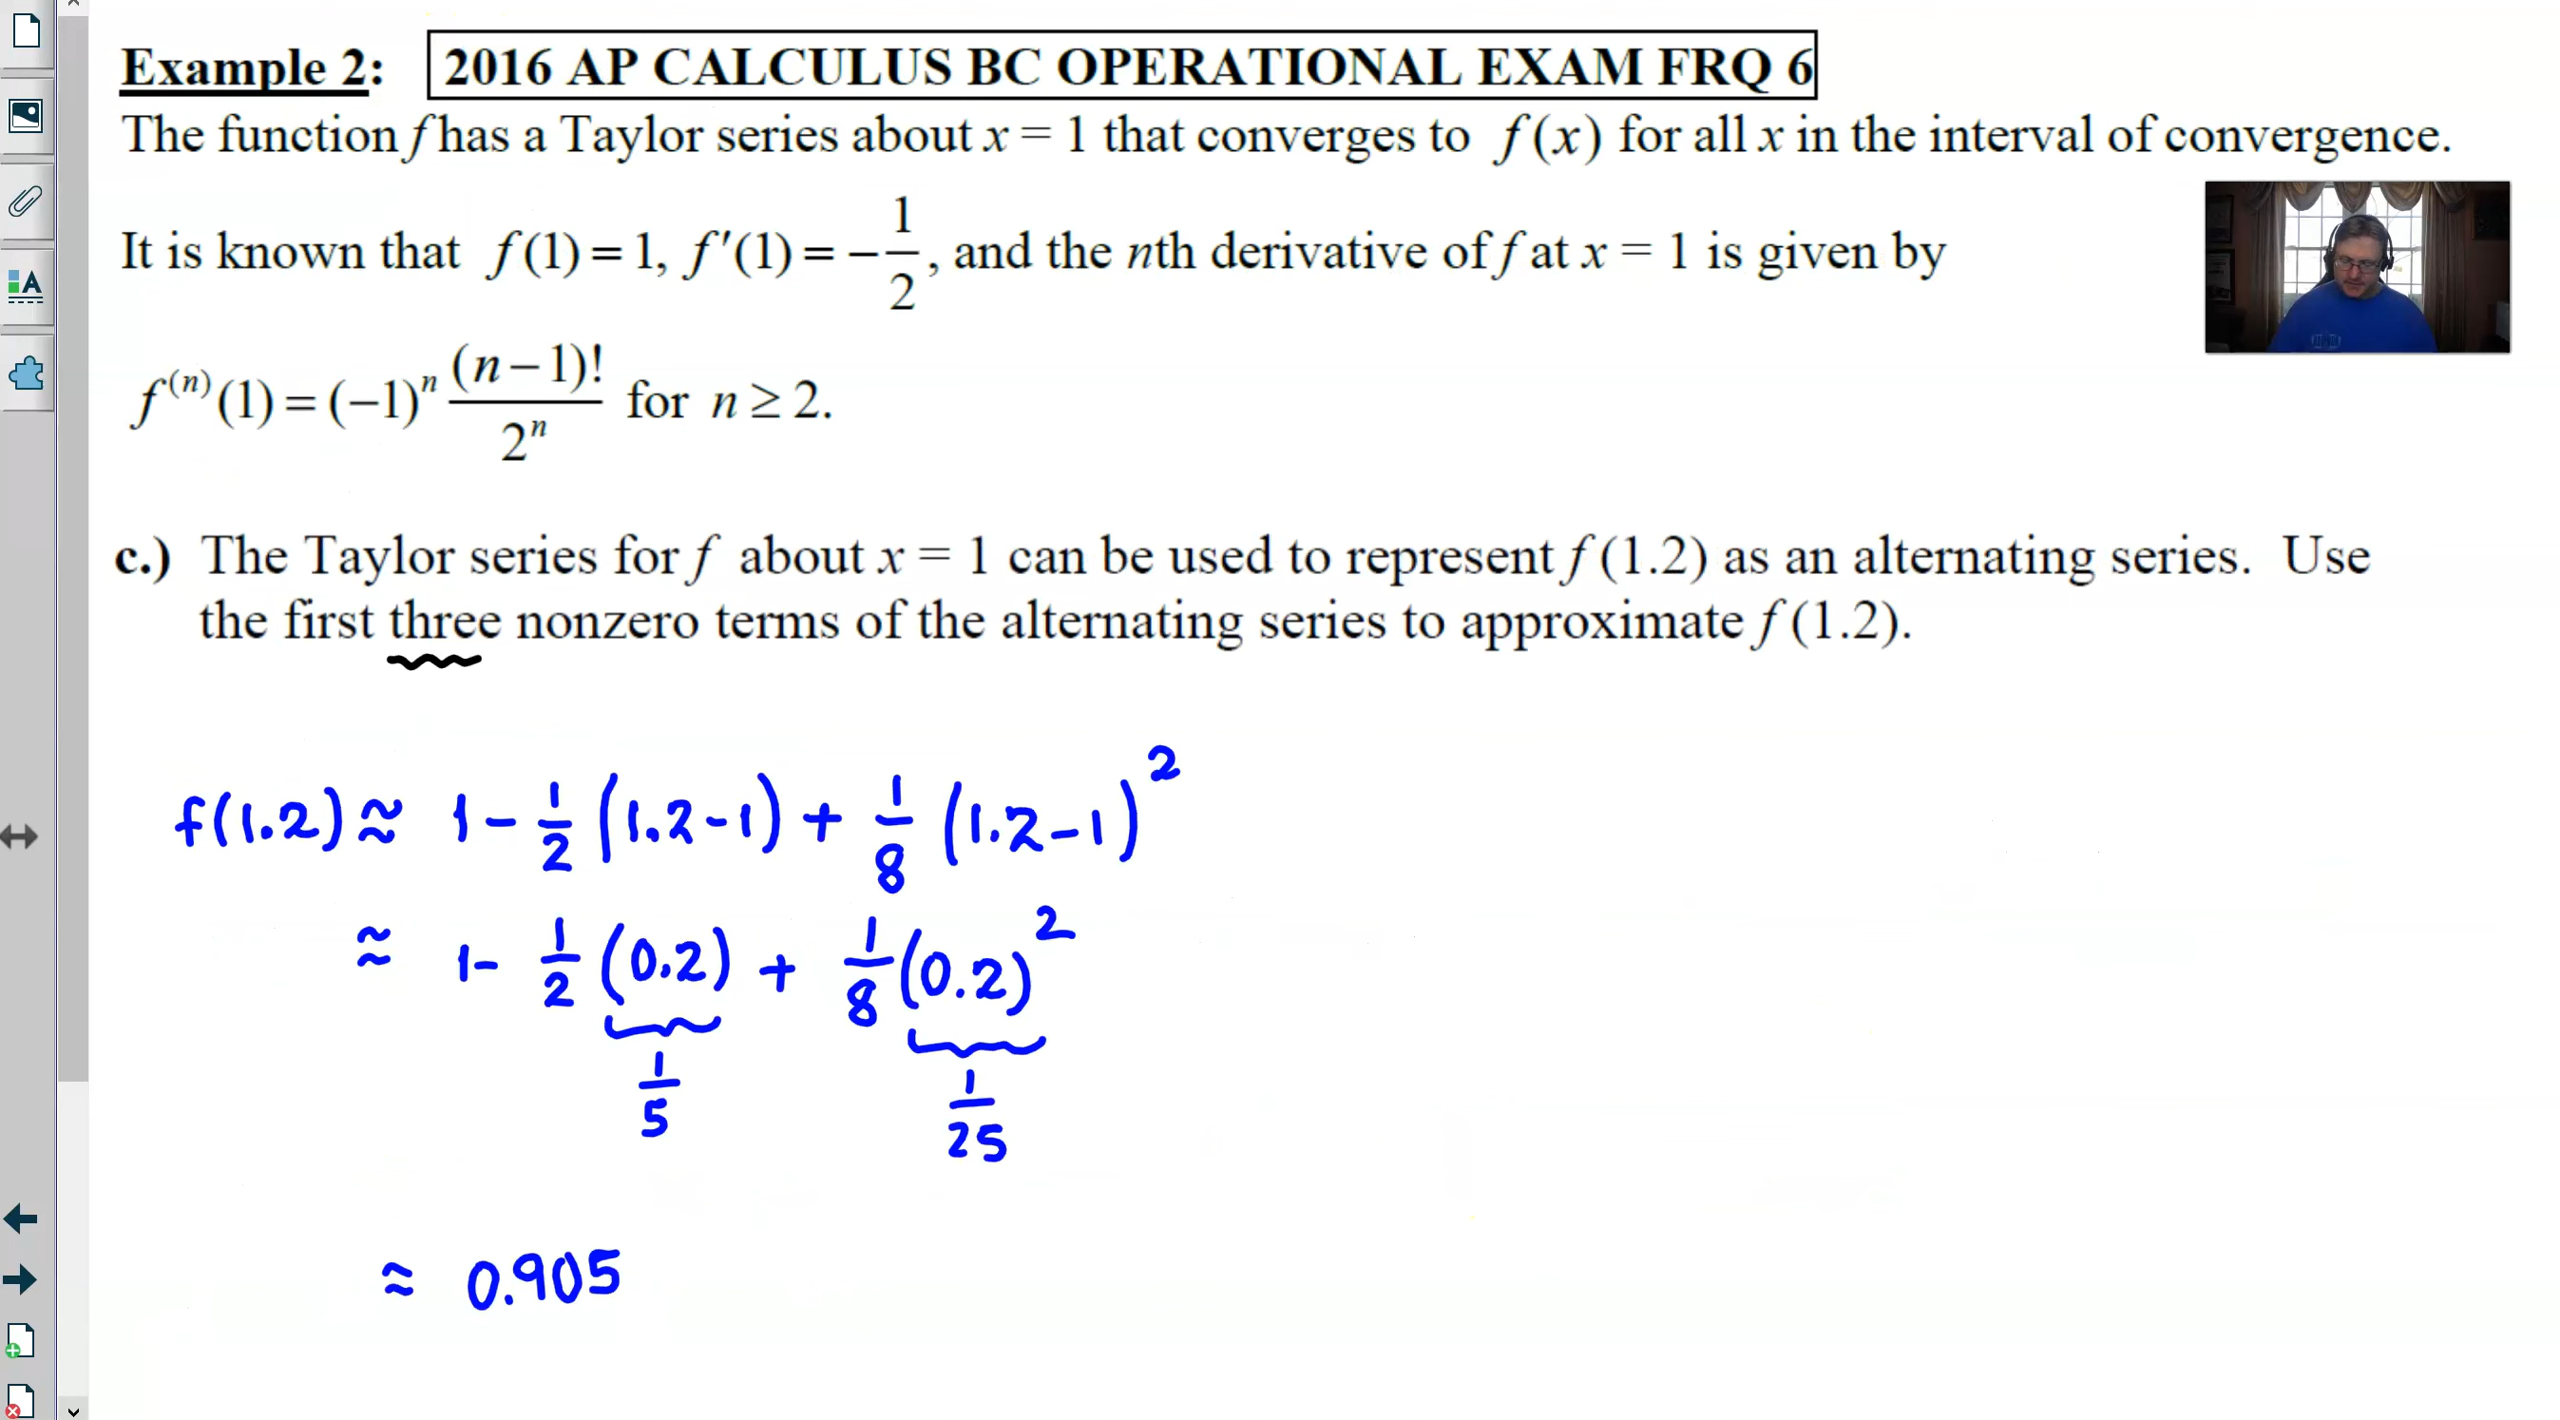 Example 2: 2016 AP CALCULUS BC OPERATIONAL EXAM FRQ 6
The function f has a Taylor series about x = 1 that converges to f(x) for all x in the interval of convergence.
It is known that f(1) = 1, f′(1) = −1/2, and the nth derivative of f at x = 1 is given by
f⁽ⁿ⁾(1) = (−1)ⁿ (n−1)!/2ⁿ for n ≥ 2.
c.) The Taylor series for f about x = 1 can be used to represent f(1.2) as an alternating series. Use
the first three nonzero terms of the alternating series to approximate f(1.2).
f(1.2) ≈ 1 − 1/2 (1.2−1) + 1/8 (1.2−1)²
≈ 1 − 1/2 (0.2) + 1/8 (0.2)²
1/5 1/25
≈ 0.905